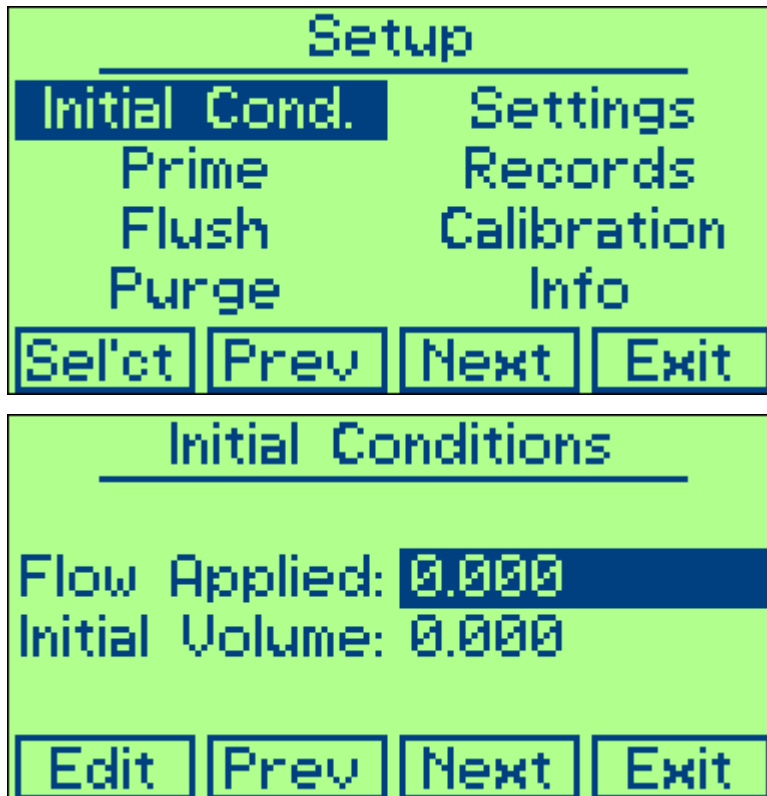 Setup
Initial Cond. Settings
Prime Records
Flush Calibration
Purge Info
Sel'ct Prev Next Exit
Initial Conditions
Flow Applied: 0.000
Initial Volume: 0.000
Edit Prev Next Exit